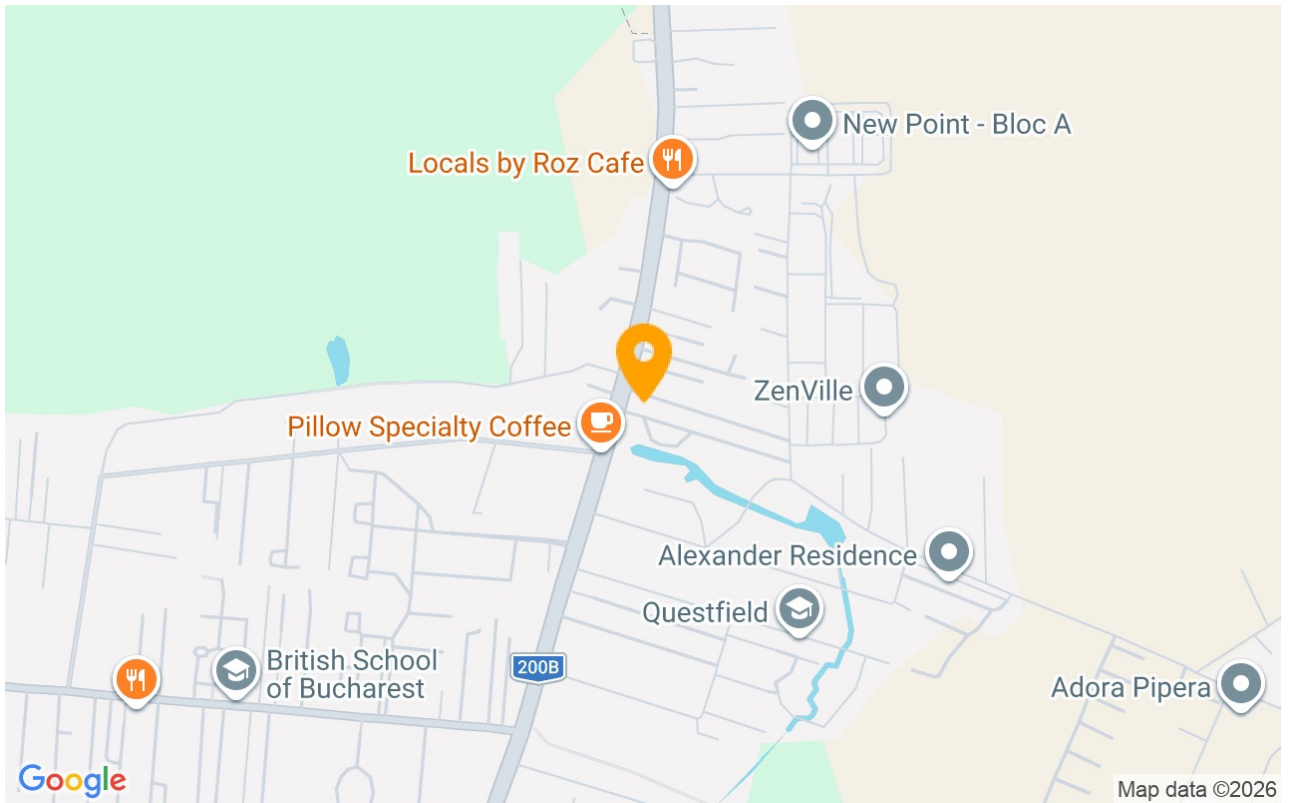 New Point - Bloc A
Locals by Roz Cafe
ZenVille
Pillow Specialty Coffee
Alexander Residence
Questfield
200B
British School
of Bucharest
Adora Pipera
Google
Map data ©2026